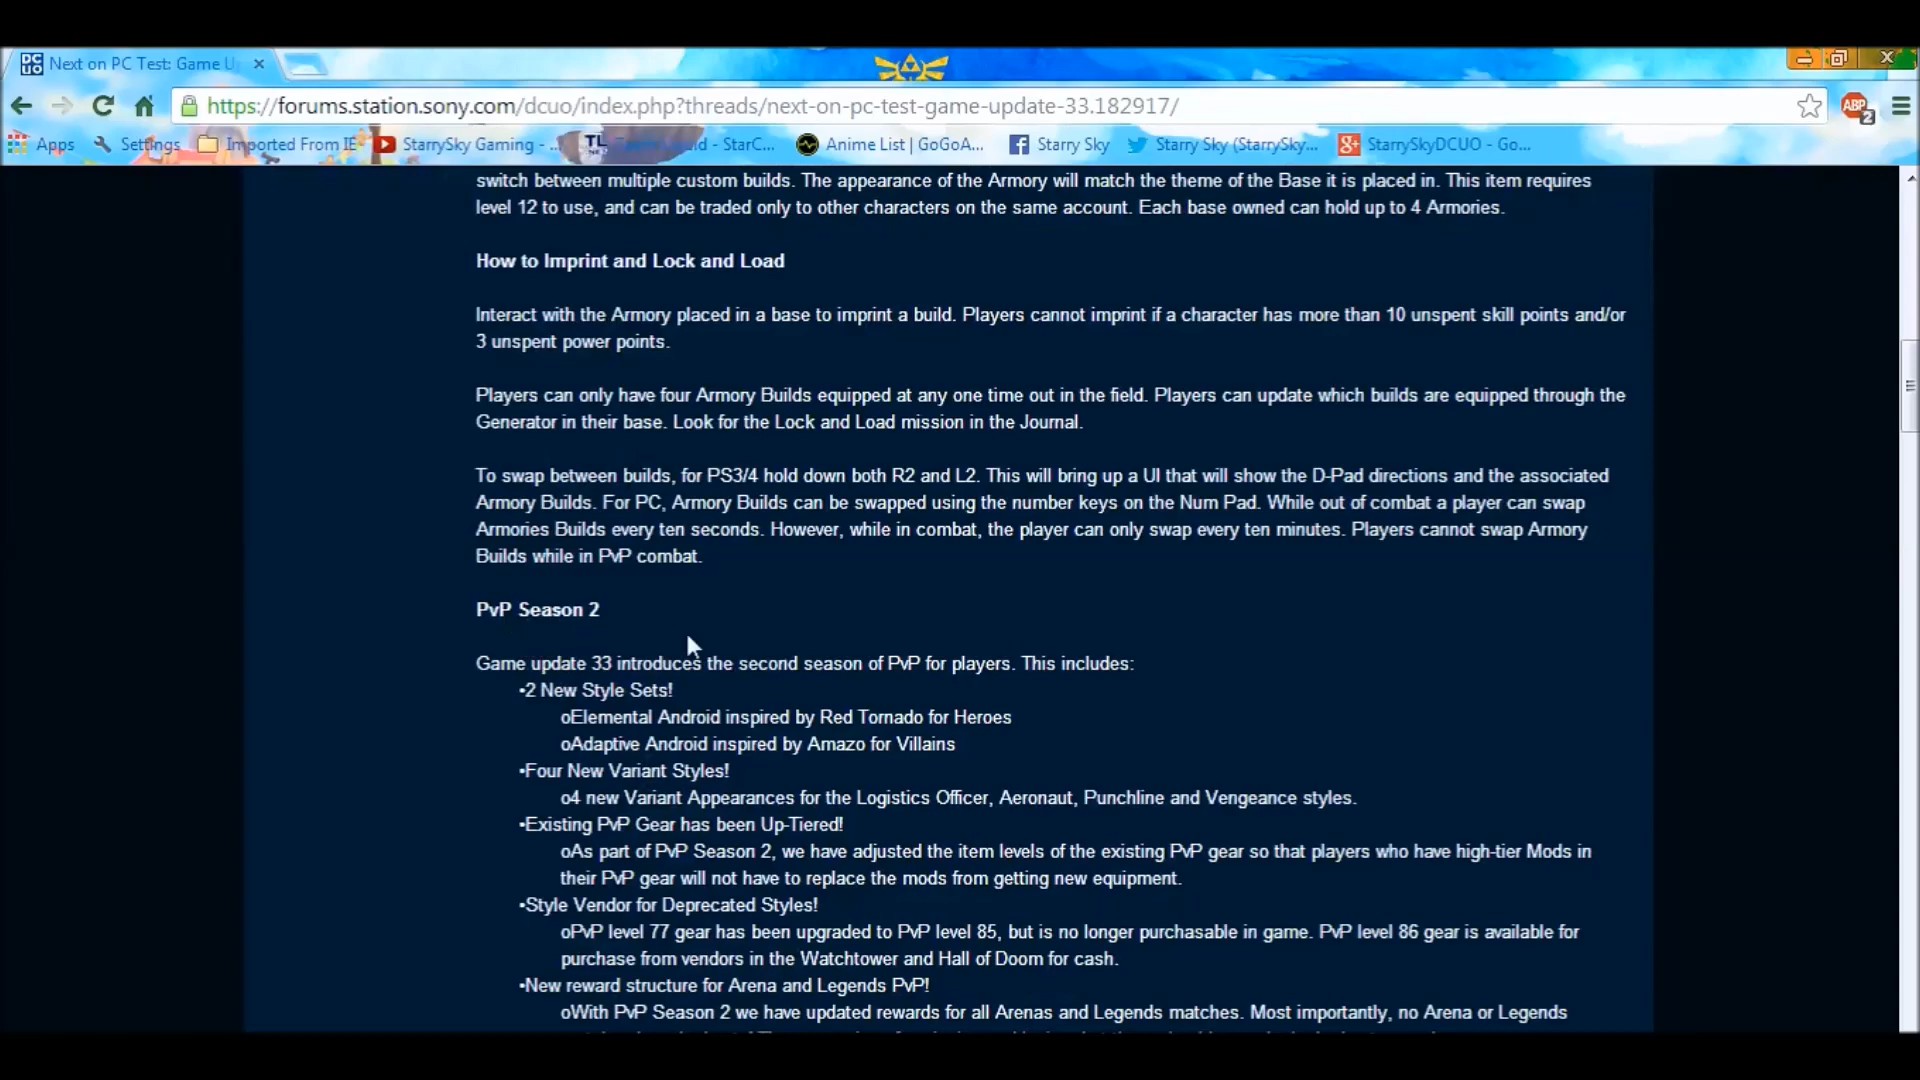 Next on PC Test: Game U
https://forums.station.sony.com/dcuo/index.php?threads/next-on-pc-test-game-update-33.182917/
ABP
2
Apps
Settings
Imported From IE
StarrySky Gaming - ...
TL
- StarC...
Anime List | GoGoA...
Starry Sky
Starry Sky (StarrySky...
StarrySkyDCUO - Go...
switch between multiple custom builds. The appearance of the Armory will match the theme of the Base it is placed in. This item requires
level 12 to use, and can be traded only to other characters on the same account. Each base owned can hold up to 4 Armories.
How to Imprint and Lock and Load
Interact with the Armory placed in a base to imprint a build. Players cannot imprint if a character has more than 10 unspent skill points and/or
3 unspent power points.
Players can only have four Armory Builds equipped at any one time out in the field. Players can update which builds are equipped through the
Generator in their base. Look for the Lock and Load mission in the Journal.
To swap between builds, for PS3/4 hold down both R2 and L2. This will bring up a UI that will show the D-Pad directions and the associated
Armory Builds. For PC, Armory Builds can be swapped using the number keys on the Num Pad. While out of combat a player can swap
Armories Builds every ten seconds. However, while in combat, the player can only swap every ten minutes. Players cannot swap Armory
Builds while in PvP combat.
PvP Season 2
Game update 33 introduces the second season of PvP for players. This includes:
•2 New Style Sets!
oElemental Android inspired by Red Tornado for Heroes
oAdaptive Android inspired by Amazo for Villains
•Four New Variant Styles!
o4 new Variant Appearances for the Logistics Officer, Aeronaut, Punchline and Vengeance styles.
•Existing PvP Gear has been Up-Tiered!
oAs part of PvP Season 2, we have adjusted the item levels of the existing PvP gear so that players who have high-tier Mods in
their PvP gear will not have to replace the mods from getting new equipment.
•Style Vendor for Deprecated Styles!
oPvP level 77 gear has been upgraded to PvP level 85, but is no longer purchasable in game. PvP level 86 gear is available for
purchase from vendors in the Watchtower and Hall of Doom for cash.
•New reward structure for Arena and Legends PvP!
oWith PvP Season 2 we have updated rewards for all Arenas and Legends matches. Most importantly, no Arena or Legends